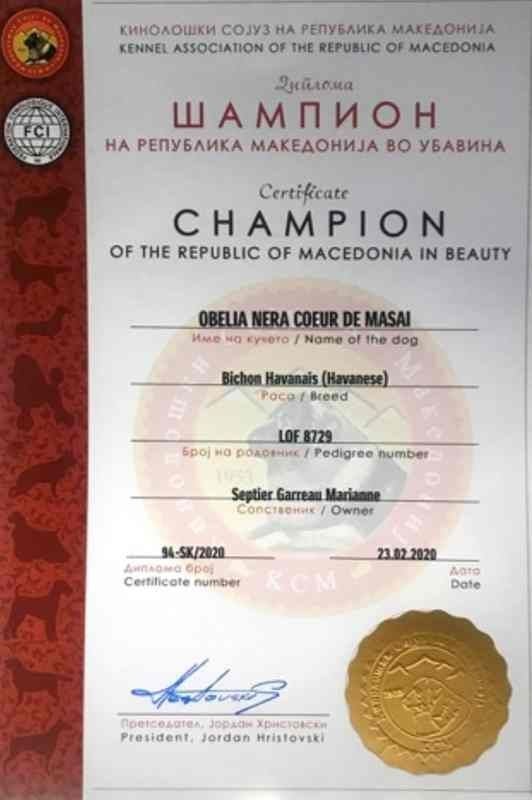 КИНОЛОШКИ СОЈУЗ НА РЕПУБЛИКА МАКЕДОНИЈА
KENNEL ASSOCIATION OF THE REPUBLIC OF MACEDONIA
FCI
Диплома
ШАМПИОН
НА РЕПУБЛИКА МАКЕДОНИЈА ВО УБАВИНА
Certificate
CHAMPION
OF THE REPUBLIC OF MACEDONIA IN BEAUTY
OBELIA NERA COEUR DE MASAI
Име на кучето / Name of the dog
Bichon Havanais (Havanese)
Раса / Breed
LOF 8729
Број на родовник / Pedigree number
Septier Garreau Marianne
Сопственик / Owner
94-SK/2020 23.02.2020
Диплома број Дата
Certificate number Date
КСМ
Претседател, Јордан Христовски
President, Jordan Hristovski